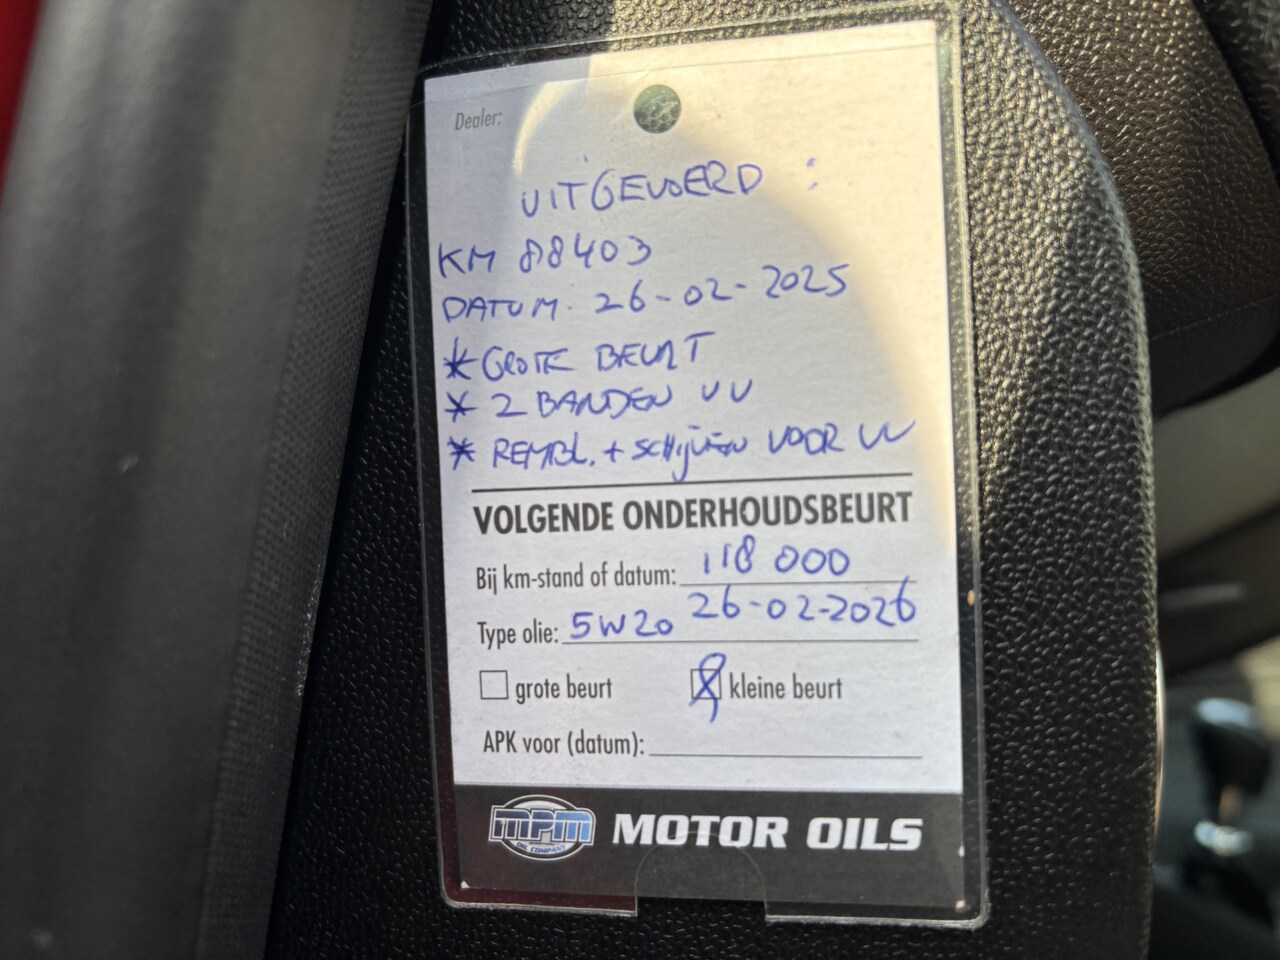 Dealer:
UITGEVOERD :
KM 88403
DATUM. 26-02-2025
* GROTE BEURT
* 2 BANDEN VV
* REMBL. + SCHIJVEN VOOR VV
VOLGENDE ONDERHOUDSBEURT
Bij km-stand of datum: 118 000
26-02-2026
Type olie: 5W20
grote beurt kleine beurt
APK voor (datum):
MPM OIL COMPANY MOTOR OILS